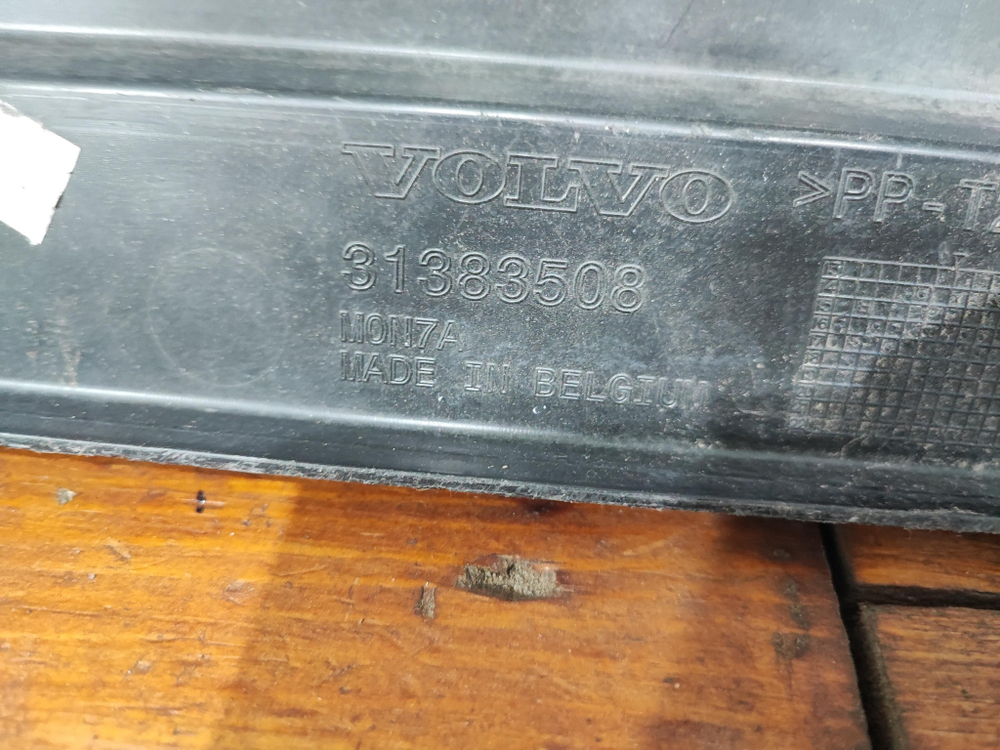 VOLVO
>PP-T
31383508
MON7A
MADE IN BELGIUM